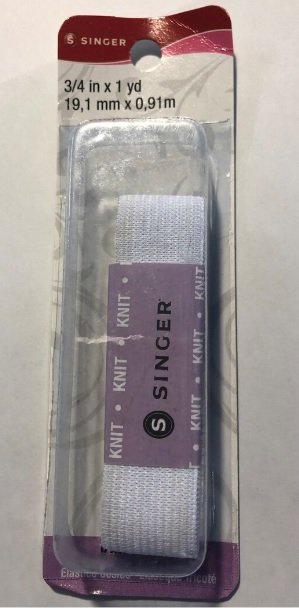 S SINGER
3/4 in x 1 yd
19,1 mm x 0,91m
KNIT • KNIT • KNIT •
S SINGER
KNIT • KNIT • KNIT